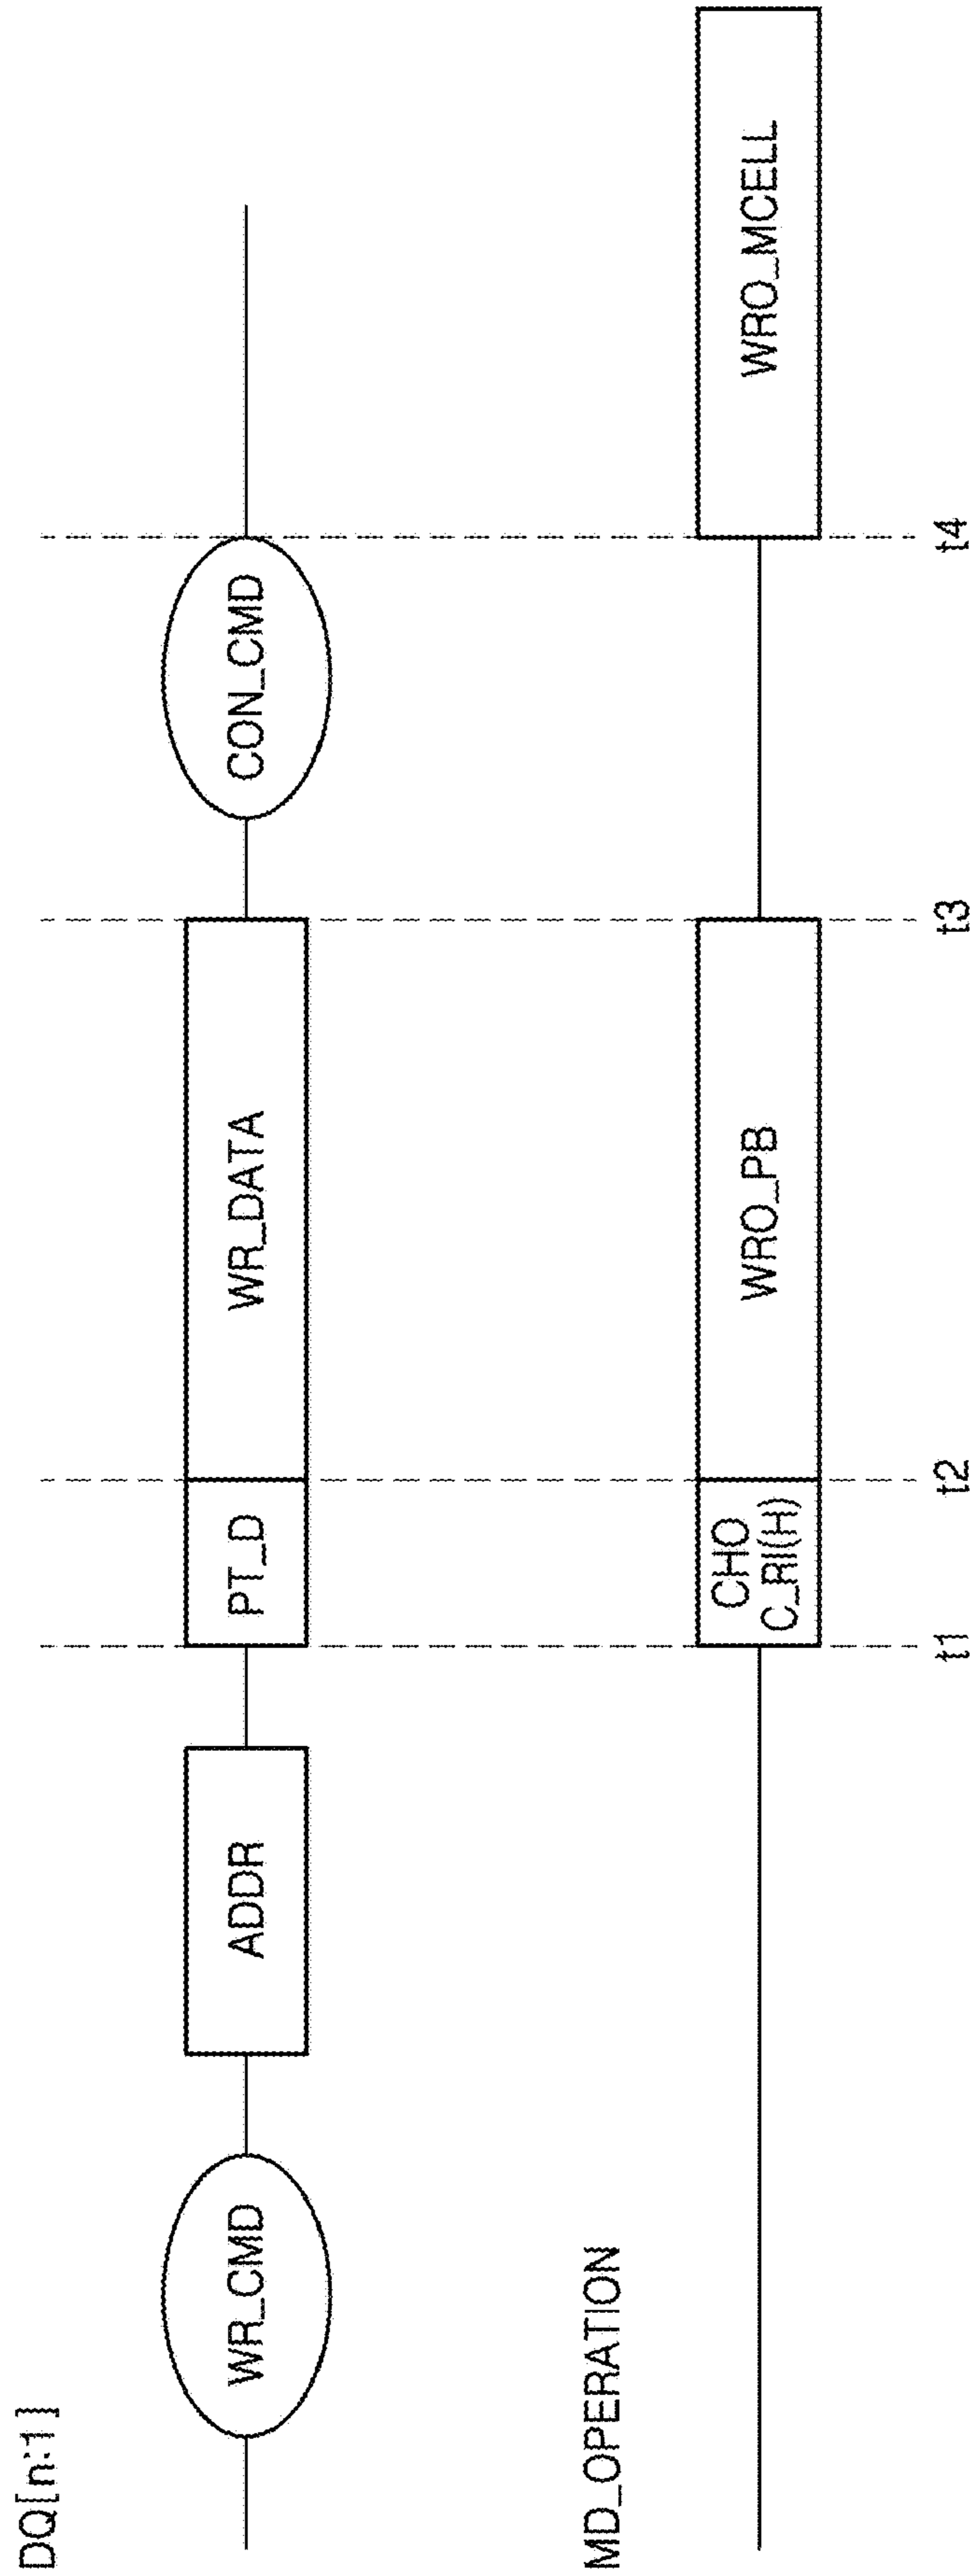 DQ[n:1]
WR_CMD
ADDR
PT_D
WR_DATA
CON_CMD
MD_OPERATION
CHO
C_RI(H)
WRO_PB
WRO_MCELL
t1
t2
t3
t4